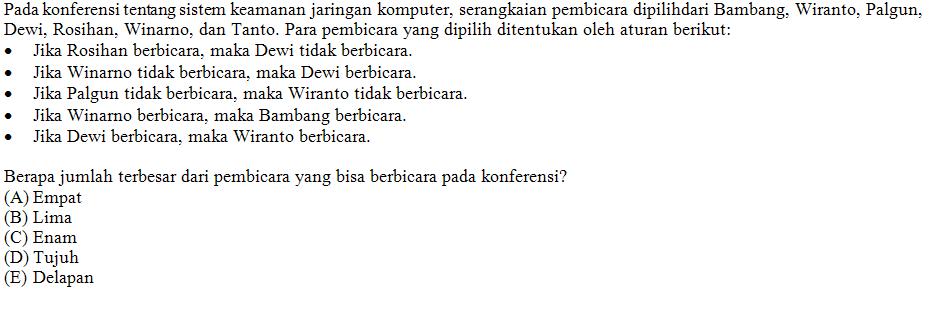 Pada konferensi tentang sistem keamanan jaringan komputer, serangkaian pembicara dipilihdari Bambang, Wiranto, Palgun,
Dewi, Rosihan, Winarno, dan Tanto. Para pembicara yang dipilih ditentukan oleh aturan berikut:
• Jika Rosihan berbicara, maka Dewi tidak berbicara.
• Jika Winarno tidak berbicara, maka Dewi berbicara.
• Jika Palgun tidak berbicara, maka Wiranto tidak berbicara.
• Jika Winarno berbicara, maka Bambang berbicara.
• Jika Dewi berbicara, maka Wiranto berbicara.
Berapa jumlah terbesar dari pembicara yang bisa berbicara pada konferensi?
(A) Empat
(B) Lima
(C) Enam
(D) Tujuh
(E) Delapan